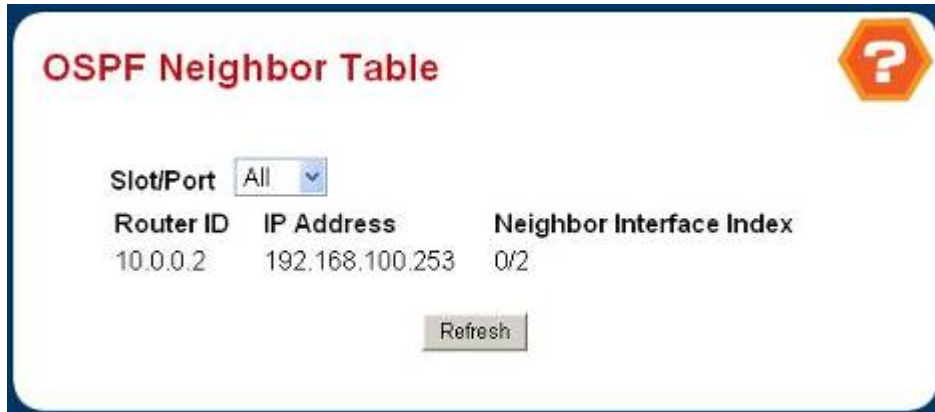 OSPF Neighbor Table
?
Slot/Port All
Router ID IP Address Neighbor Interface Index
10.0.0.2 192.168.100.253 0/2
Refresh